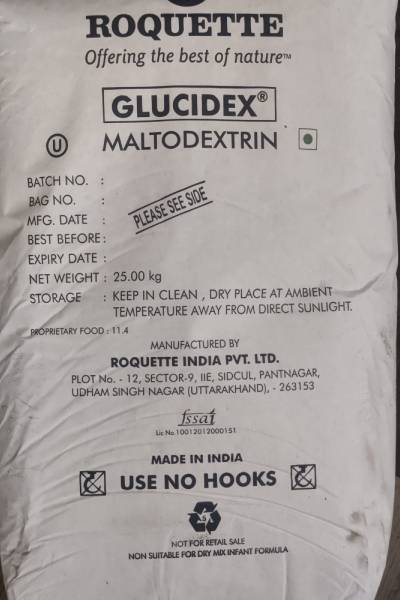 ROQUETTE
Offering the best of nature™
GLUCIDEX®
U MALTODEXTRIN
BATCH NO. :
BAG NO. :
MFG. DATE :
PLEASE SEE SIDE
BEST BEFORE :
EXPIRY DATE :
NET WEIGHT : 25.00 kg
STORAGE : KEEP IN CLEAN , DRY PLACE AT AMBIENT
TEMPERATURE AWAY FROM DIRECT SUNLIGHT.
PROPRIETARY FOOD : 11.4
MANUFACTURED BY
ROQUETTE INDIA PVT. LTD.
PLOT No. - 12, SECTOR-9, IIE, SIDCUL, PANTNAGAR,
UDHAM SINGH NAGAR (UTTARAKHAND), - 263153
fssai
Lic No.10012012000151
MADE IN INDIA
USE NO HOOKS
5
NOT FOR RETAIL SALE
NON SUITABLE FOR DRY MIX INFANT FORMULA